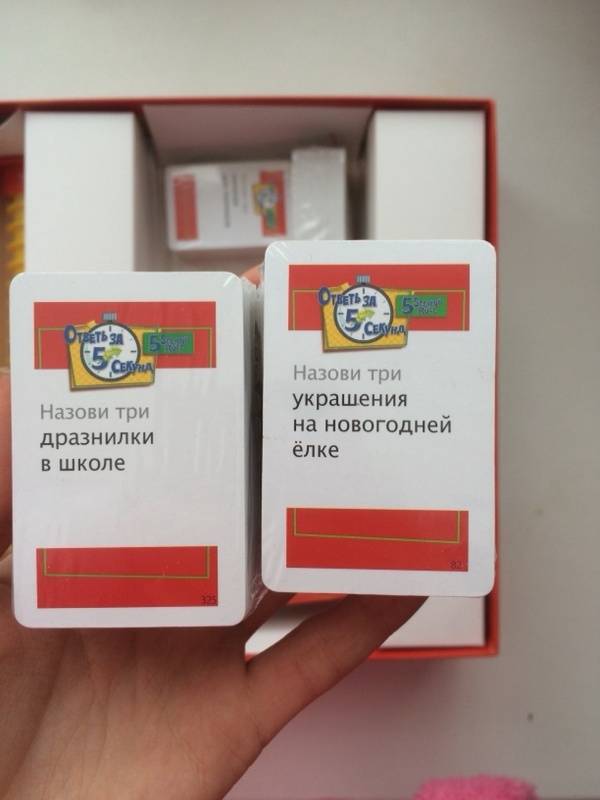 Ответь за
5
Секунд
Назови три
дразнилки
в школе
325
Ответь за
5
Секунд
Назови три
украшения
на новогодней
ёлке
82